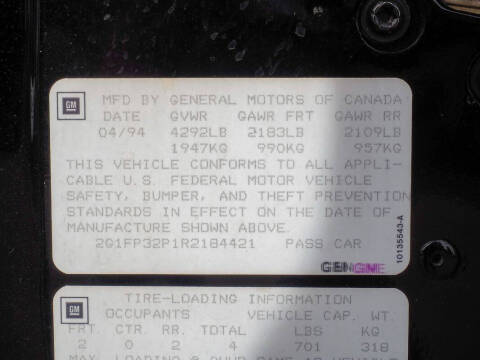 GM
MFD BY GENERAL MOTORS OF CANADA
DATE GVWR GAWR FRT GAWR RR
04/94 4292LB 2183LB 2109LB
1947KG 990KG 957KG
THIS VEHICLE CONFORMS TO ALL APPLI-
CABLE U.S. FEDERAL MOTOR VEHICLE
SAFETY, BUMPER, AND THEFT PREVENTION
STANDARDS IN EFFECT ON THE DATE OF
MANUFACTURE SHOWN ABOVE.
2G1FP32P1R2184421 PASS CAR
10135543-A
GM
TIRE-LOADING INFORMATION
OCCUPANTS VEHICLE CAP. WT.
FRT. CTR. RR. TOTAL LBS KG
2 0 2 4 701 318
MAX. LOADING &